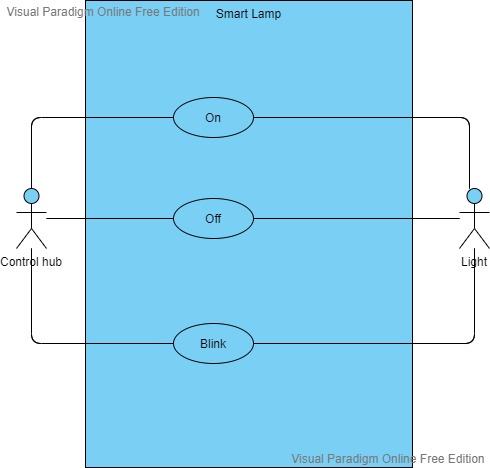 Visual Paradigm Online Free Edition
Smart Lamp
On
Off
Control hub
Light
Blink
Visual Paradigm Online Free Edition